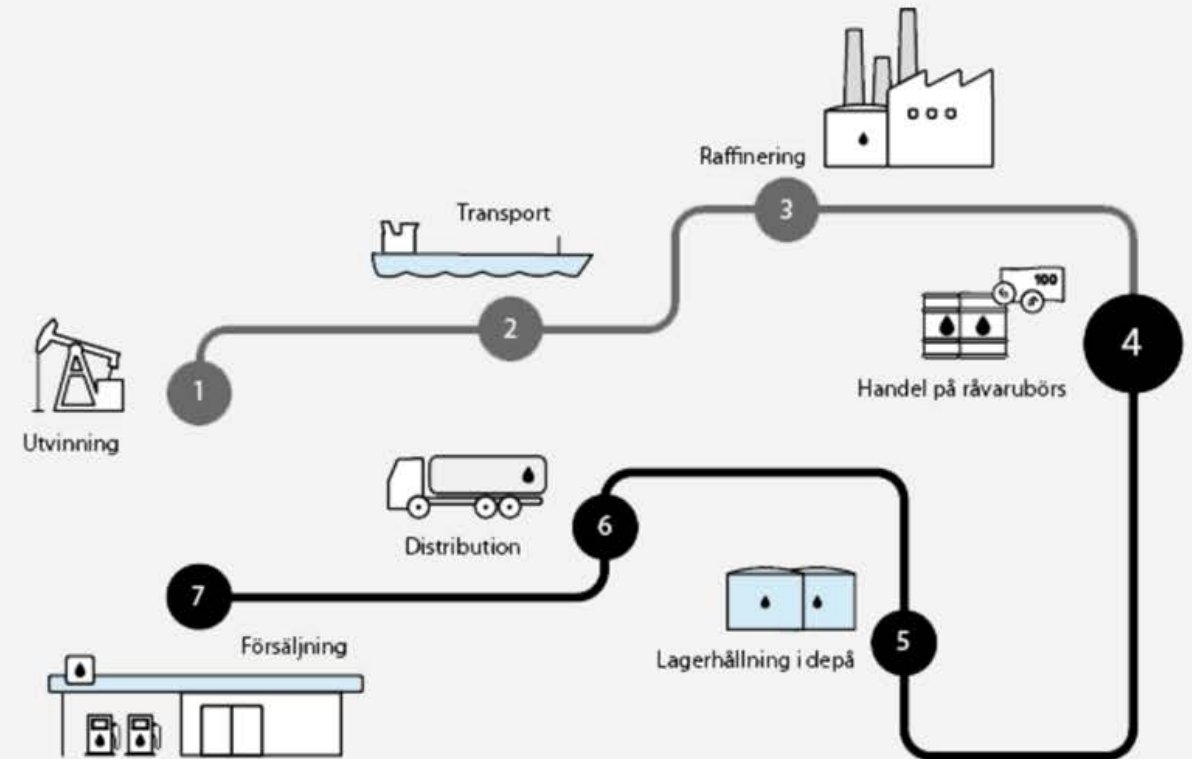 Utvinning
1
Transport
2
Raffinering
3
100
Handel på råvarubörs
4
Lagerhållning i depå
5
Distribution
6
Försäljning
7